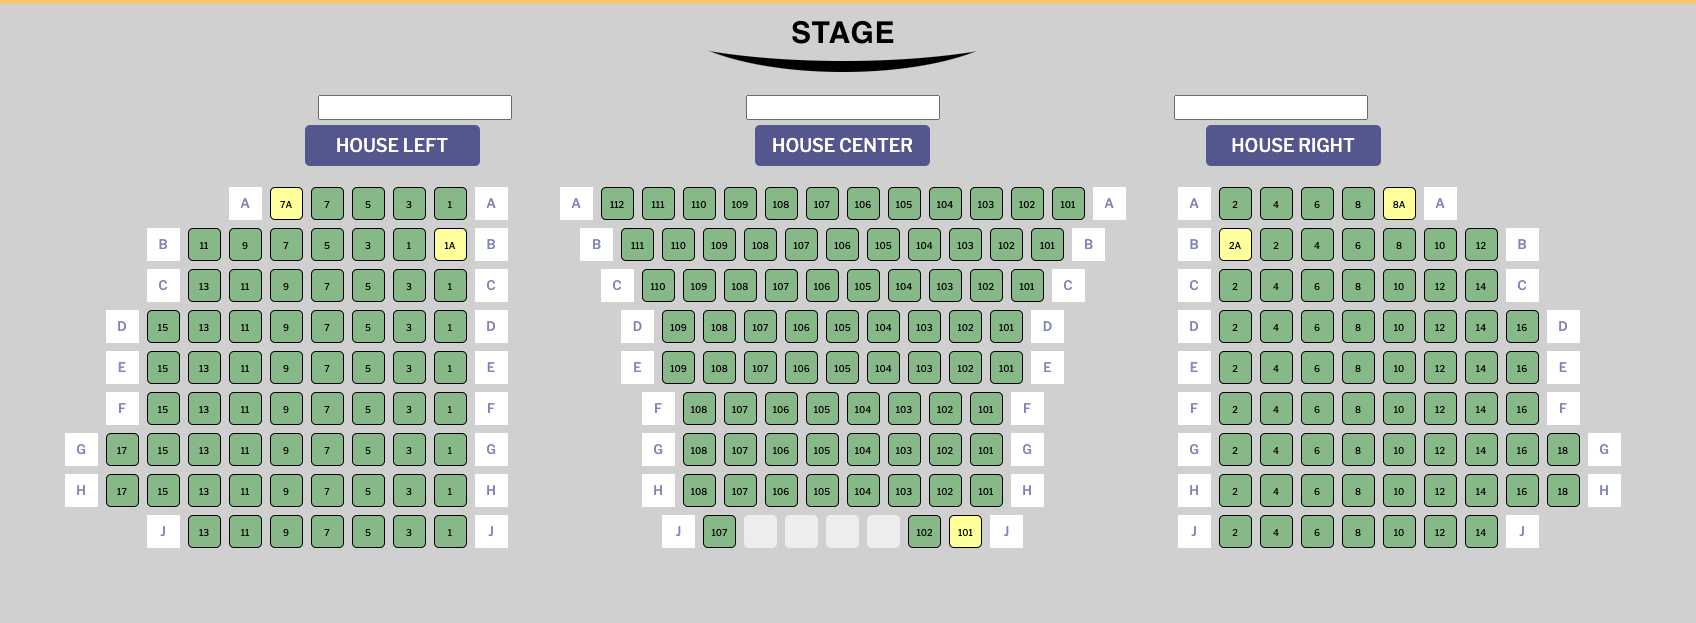 STAGE
HOUSE LEFT HOUSE CENTER HOUSE RIGHT
A 7A 7 5 3 1 A A 112 111 110 109 108 107 106 105 104 103 102 101 A A 2 4 6 8 8A A
B 11 9 7 5 3 1 1A B B 111 110 109 108 107 106 105 104 103 102 101 B B 2A 2 4 6 8 10 12 B
C 13 11 9 7 5 3 1 C C 110 109 108 107 106 105 104 103 102 101 C C 2 4 6 8 10 12 14 C
D 15 13 11 9 7 5 3 1 D D 109 108 107 106 105 104 103 102 101 D D 2 4 6 8 10 12 14 16 D
E 15 13 11 9 7 5 3 1 E E 109 108 107 106 105 104 103 102 101 E E 2 4 6 8 10 12 14 16 E
F 15 13 11 9 7 5 3 1 F F 108 107 106 105 104 103 102 101 F F 2 4 6 8 10 12 14 16 F
G 17 15 13 11 9 7 5 3 1 G G 108 107 106 105 104 103 102 101 G G 2 4 6 8 10 12 14 16 18 G
H 17 15 13 11 9 7 5 3 1 H H 108 107 106 105 104 103 102 101 H H 2 4 6 8 10 12 14 16 18 H
J 13 11 9 7 5 3 1 J J 107 102 101 J J 2 4 6 8 10 12 14 J